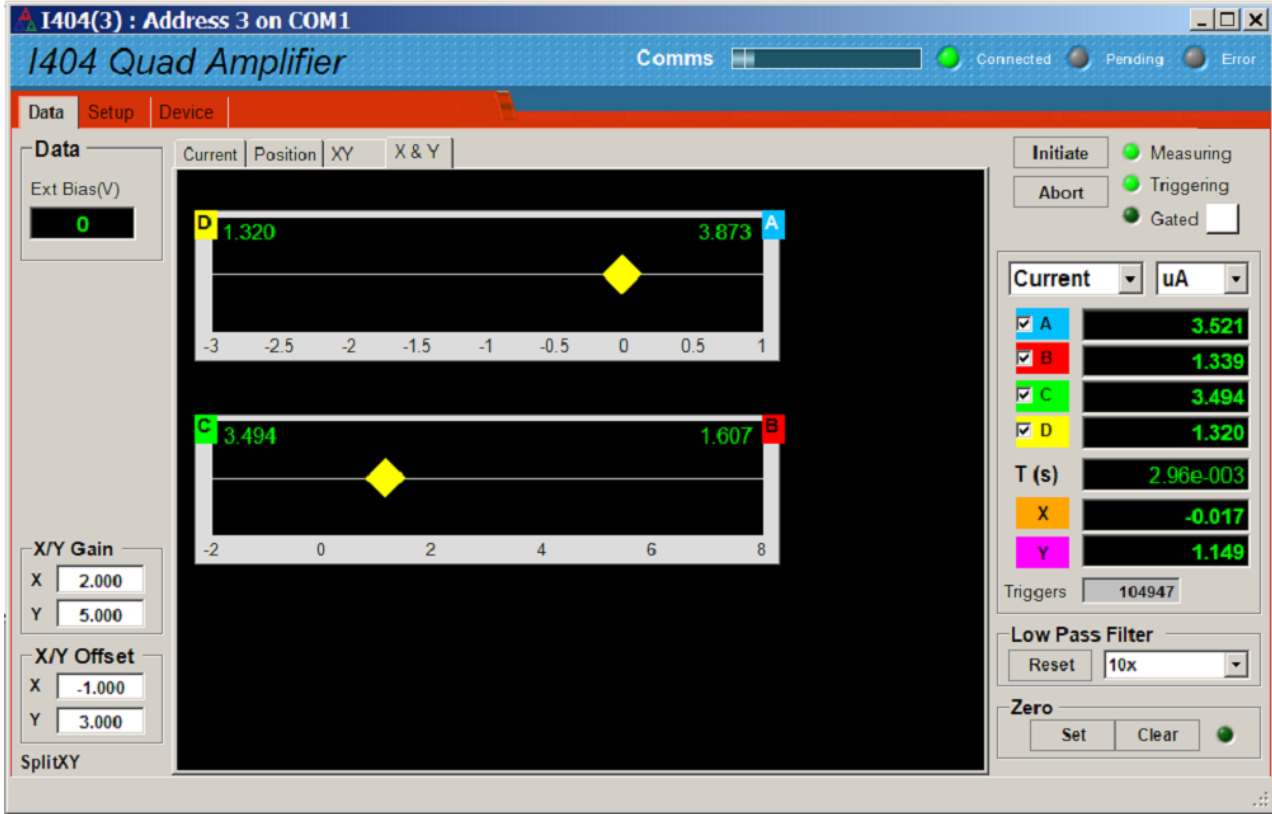 I404(3) : Address 3 on COM1
I404 Quad Amplifier
Comms
Connected
Pending
Error
Data Setup Device
Data
Ext Bias(V)
0
Current Position XY X & Y
D 1.320 3.873 A
-3 -2.5 -2 -1.5 -1 -0.5 0 0.5 1
C 3.494 1.607 B
-2 0 2 4 6 8
X/Y Gain
X 2.000
Y 5.000
X/Y Offset
X -1.000
Y 3.000
SplitXY
Initiate Measuring
Abort Triggering
Gated
Current uA
A 3.521
B 1.339
C 3.494
D 1.320
T (s) 2.96e-003
X -0.017
Y 1.149
Triggers 104947
Low Pass Filter
Reset 10x
Zero
Set Clear